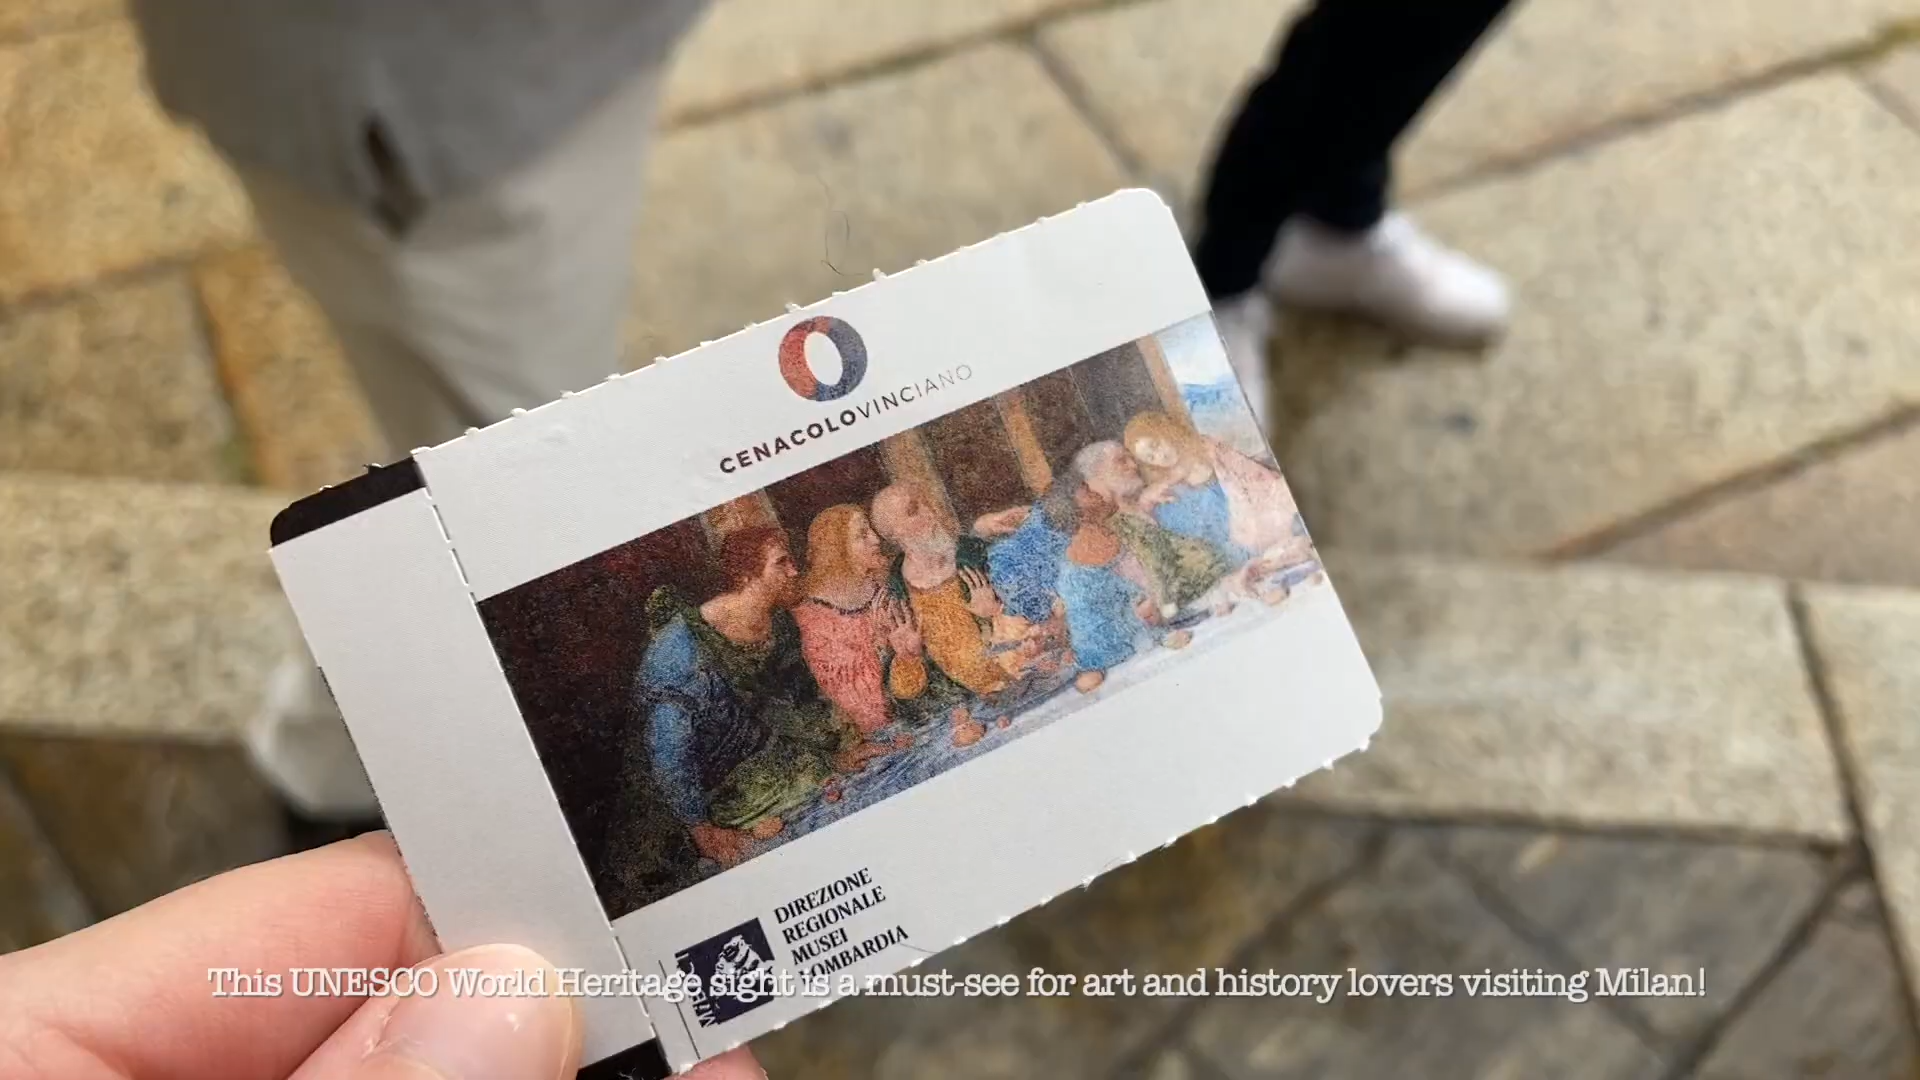 CENACOLOVINCIANO
DIREZIONE
REGIONALE
MUSEI
LOMBARDIA
This UNESCO World Heritage sight is a must-see for art and history lovers visiting Milan!